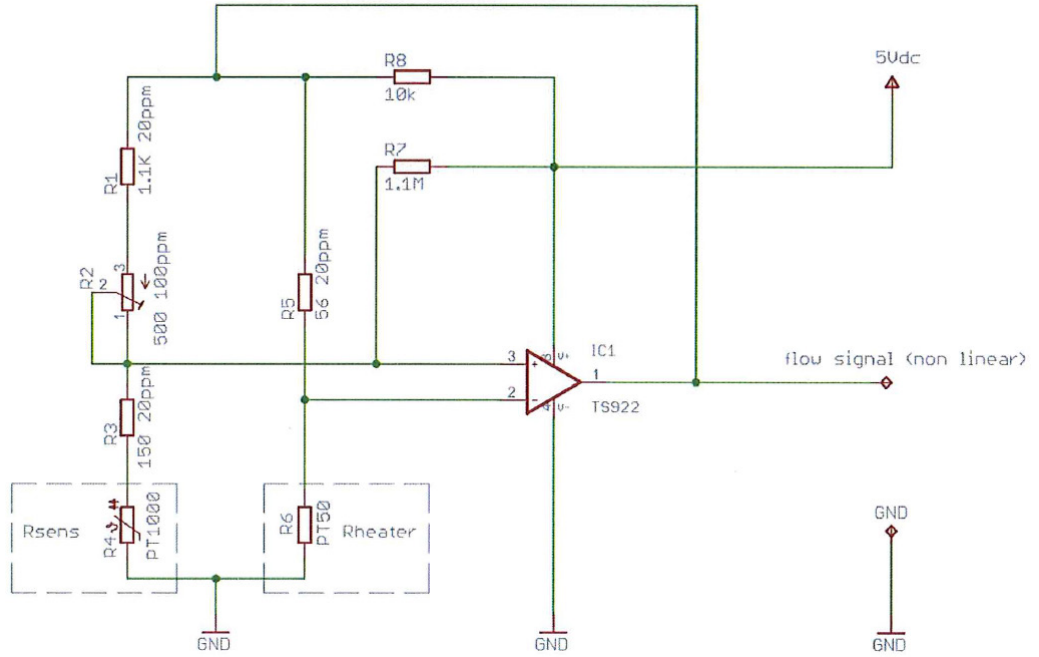 R8
10k
5Vdc
R1
1.1K 20ppm
R7
1.1M
R2
3
2
1
500 100ppm
R5
56 20ppm
3
+
8
V+
IC1
1
2
-
4
V-
TS922
flow signal (non linear)
R3
150 20ppm
Rsens
R4
PT1000
R6
PT50
Rheater
GND
GND
GND
GND